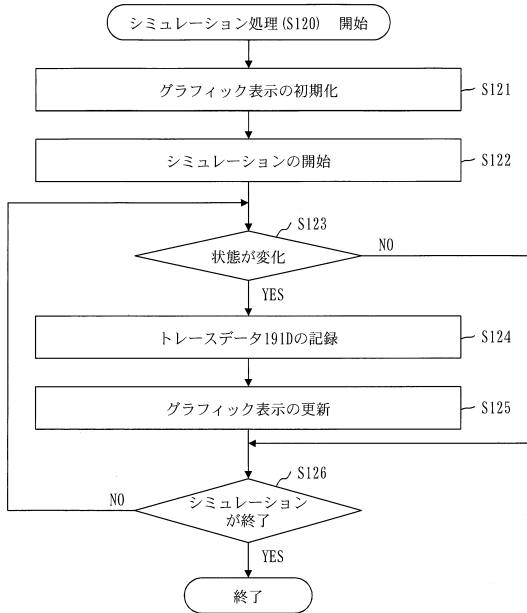 シミュレーション処理(S120) 開始
グラフィック表示の初期化
S121
シミュレーションの開始
S122
S123
状態が変化
NO
YES
トレースデータ191Dの記録
S124
グラフィック表示の更新
S125
S126
シミュレーション
が終了
NO
YES
終了